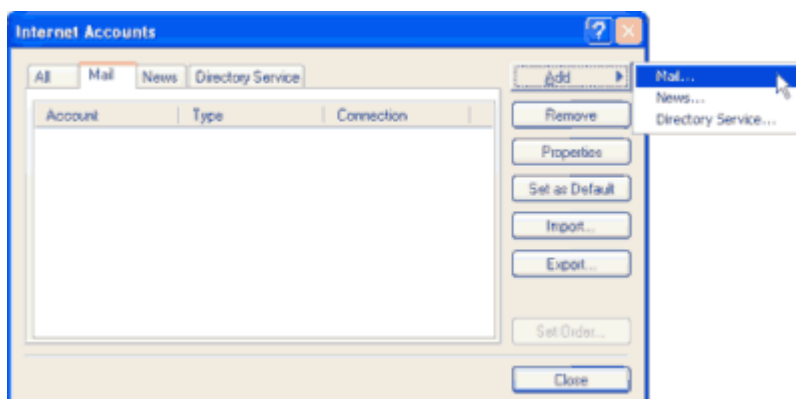 Internet Accounts
All Mail News Directory Service
Add
Mail...
News...
Directory Service...
Account Type Connection
Remove
Properties
Set as Default
Import...
Export...
Set Order...
Close